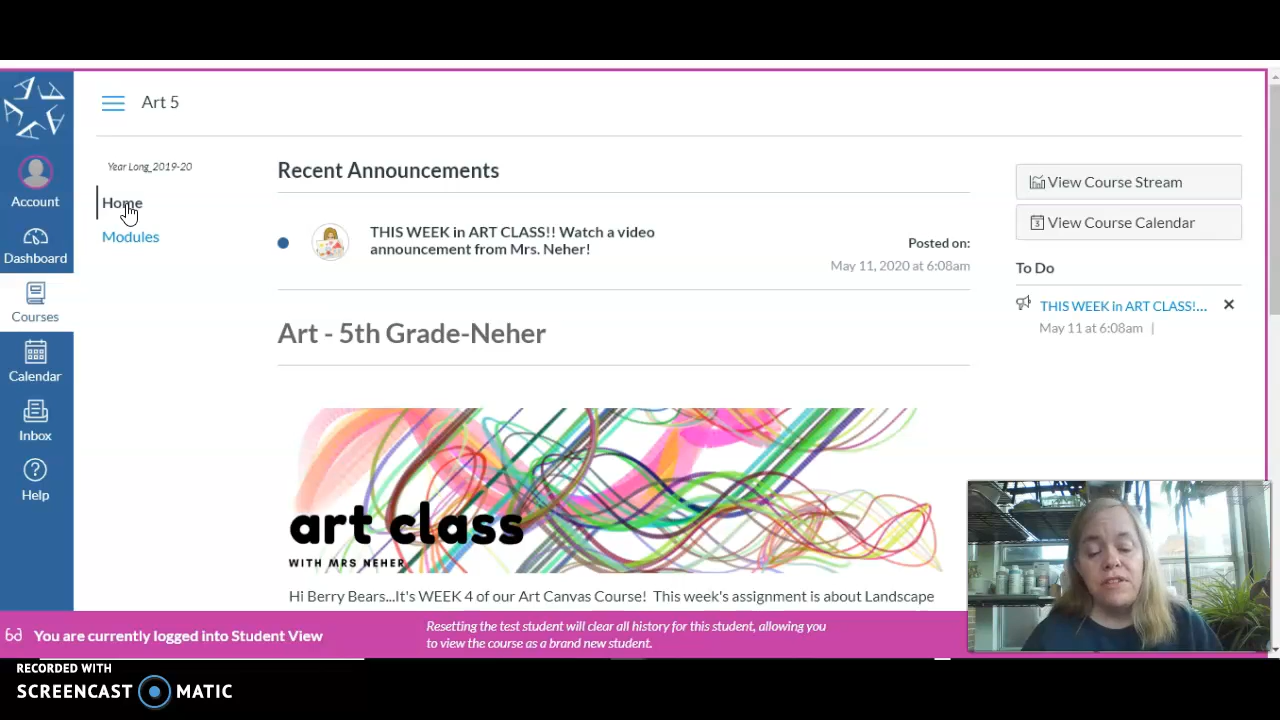 Art 5
Account
Dashboard
Courses
Calendar
Inbox
Help
Year Long_2019-20
Home
Modules
Recent Announcements
THIS WEEK in ART CLASS!! Watch a video
announcement from Mrs. Neher!
Posted on:
May 11, 2020 at 6:08am
Art - 5th Grade-Neher
art class
WITH MRS NEHER
Hi Berry Bears...It's WEEK 4 of our Art Canvas Course! This week's assignment is about Landscape
View Course Stream
View Course Calendar
To Do
THIS WEEK in ART CLASS!...
May 11 at 6:08am |
You are currently logged into Student View
Resetting the test student will clear all history for this student, allowing you
to view the course as a brand new student.
RECORDED WITH
SCREENCAST MATIC